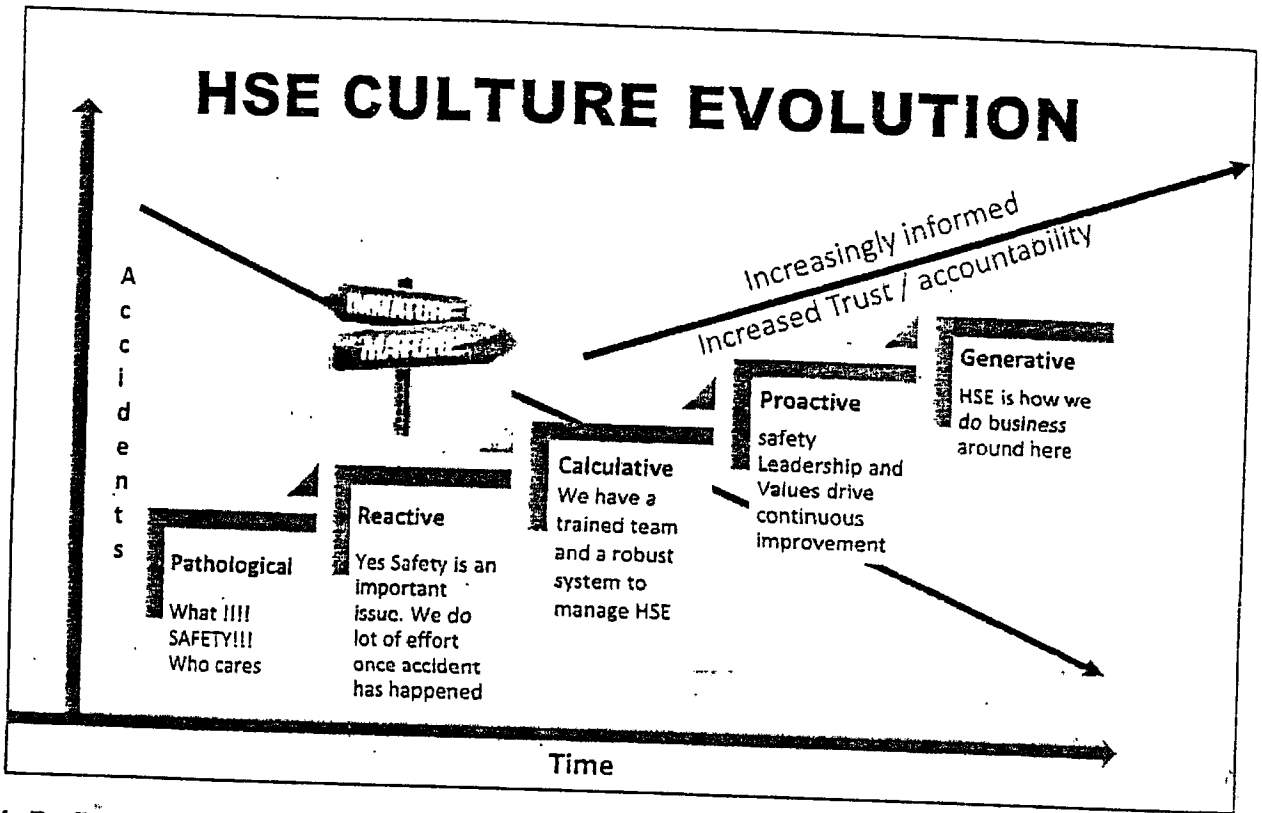 HSE CULTURE EVOLUTION
Accidents
Increasingly informed
Increased Trust / accountability
Pathological
What !!!!
SAFETY!!!
Who cares
Reactive
Yes Safety is an
important
issue. We do
lot of effort
once accident
has happened
Calculative
We have a
trained team
and a robust
system to
manage HSE
Proactive
safety
Leadership and
Values drive
continuous
improvement
Generative
HSE is how we
do business
around here
Time